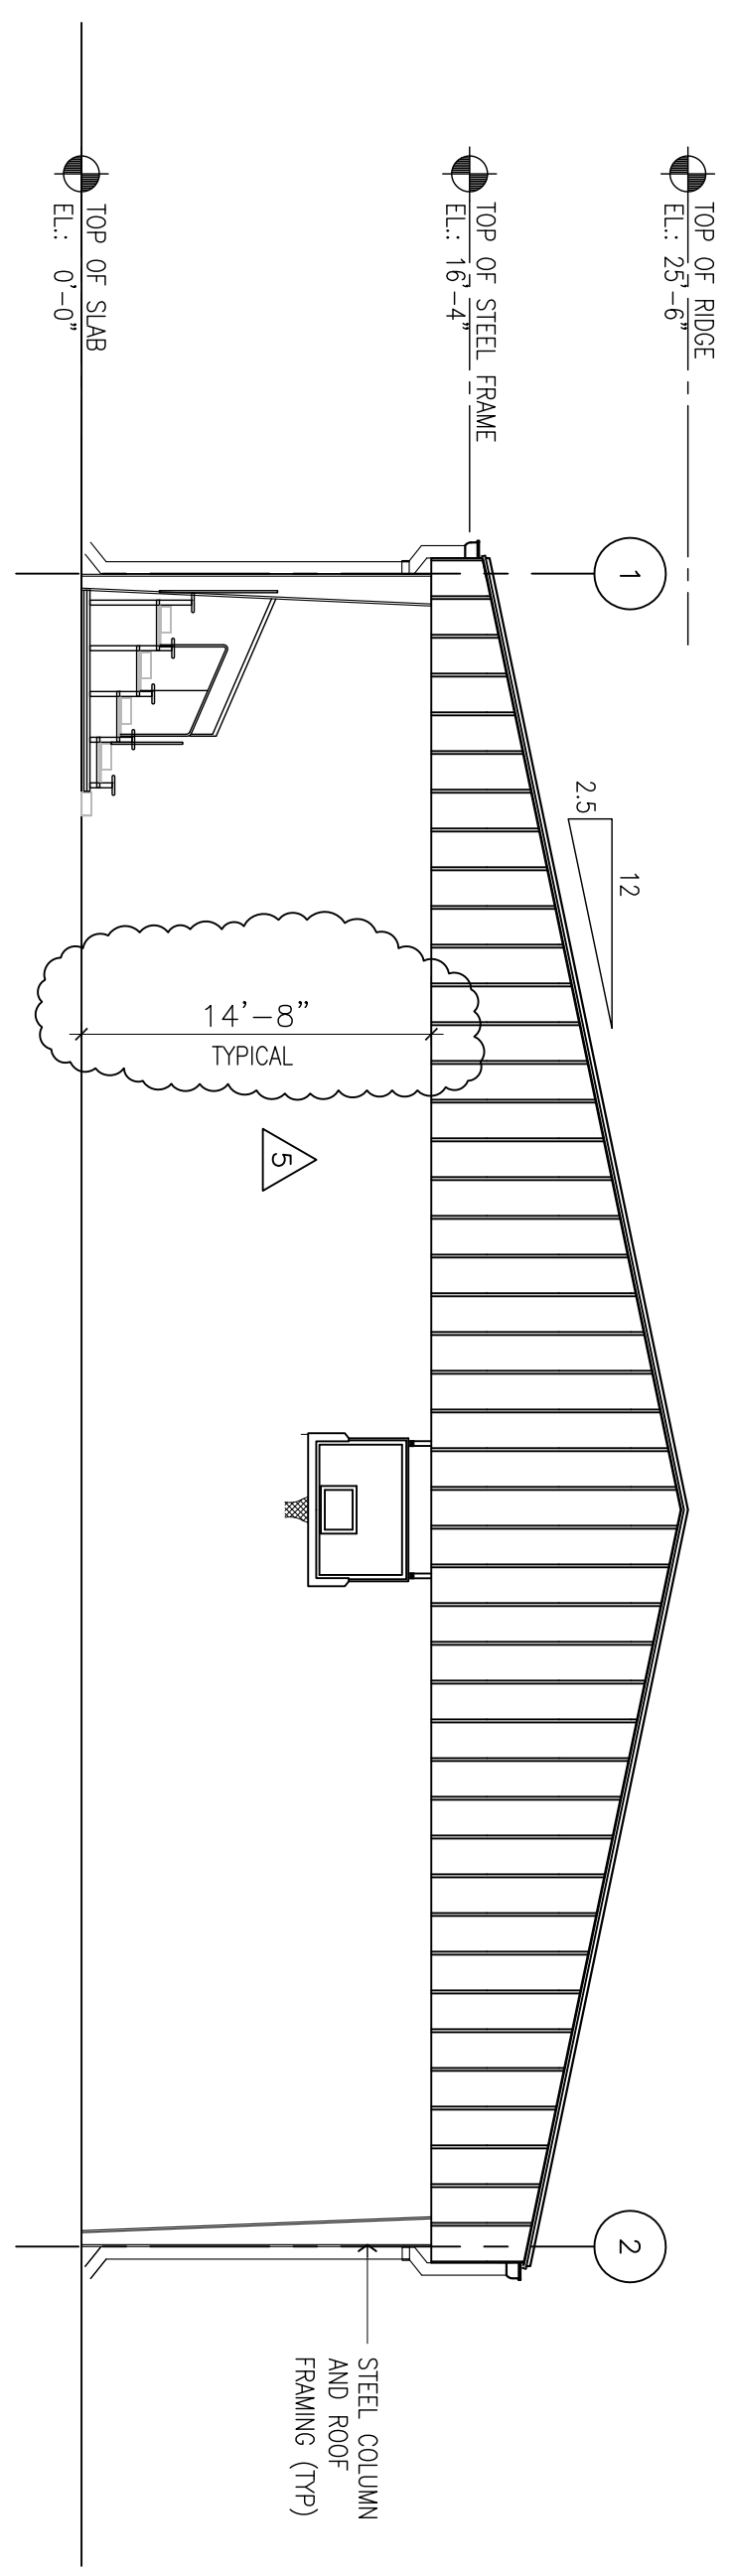 TOP OF RIDGE
EL.: 25'-6"
TOP OF STEEL FRAME
EL.: 16'-4"
TOP OF SLAB
EL.: 0'-0"
1
12
2.5
14'-8"
TYPICAL
5
2
STEEL COLUMN
AND ROOF
FRAMING (TYP)